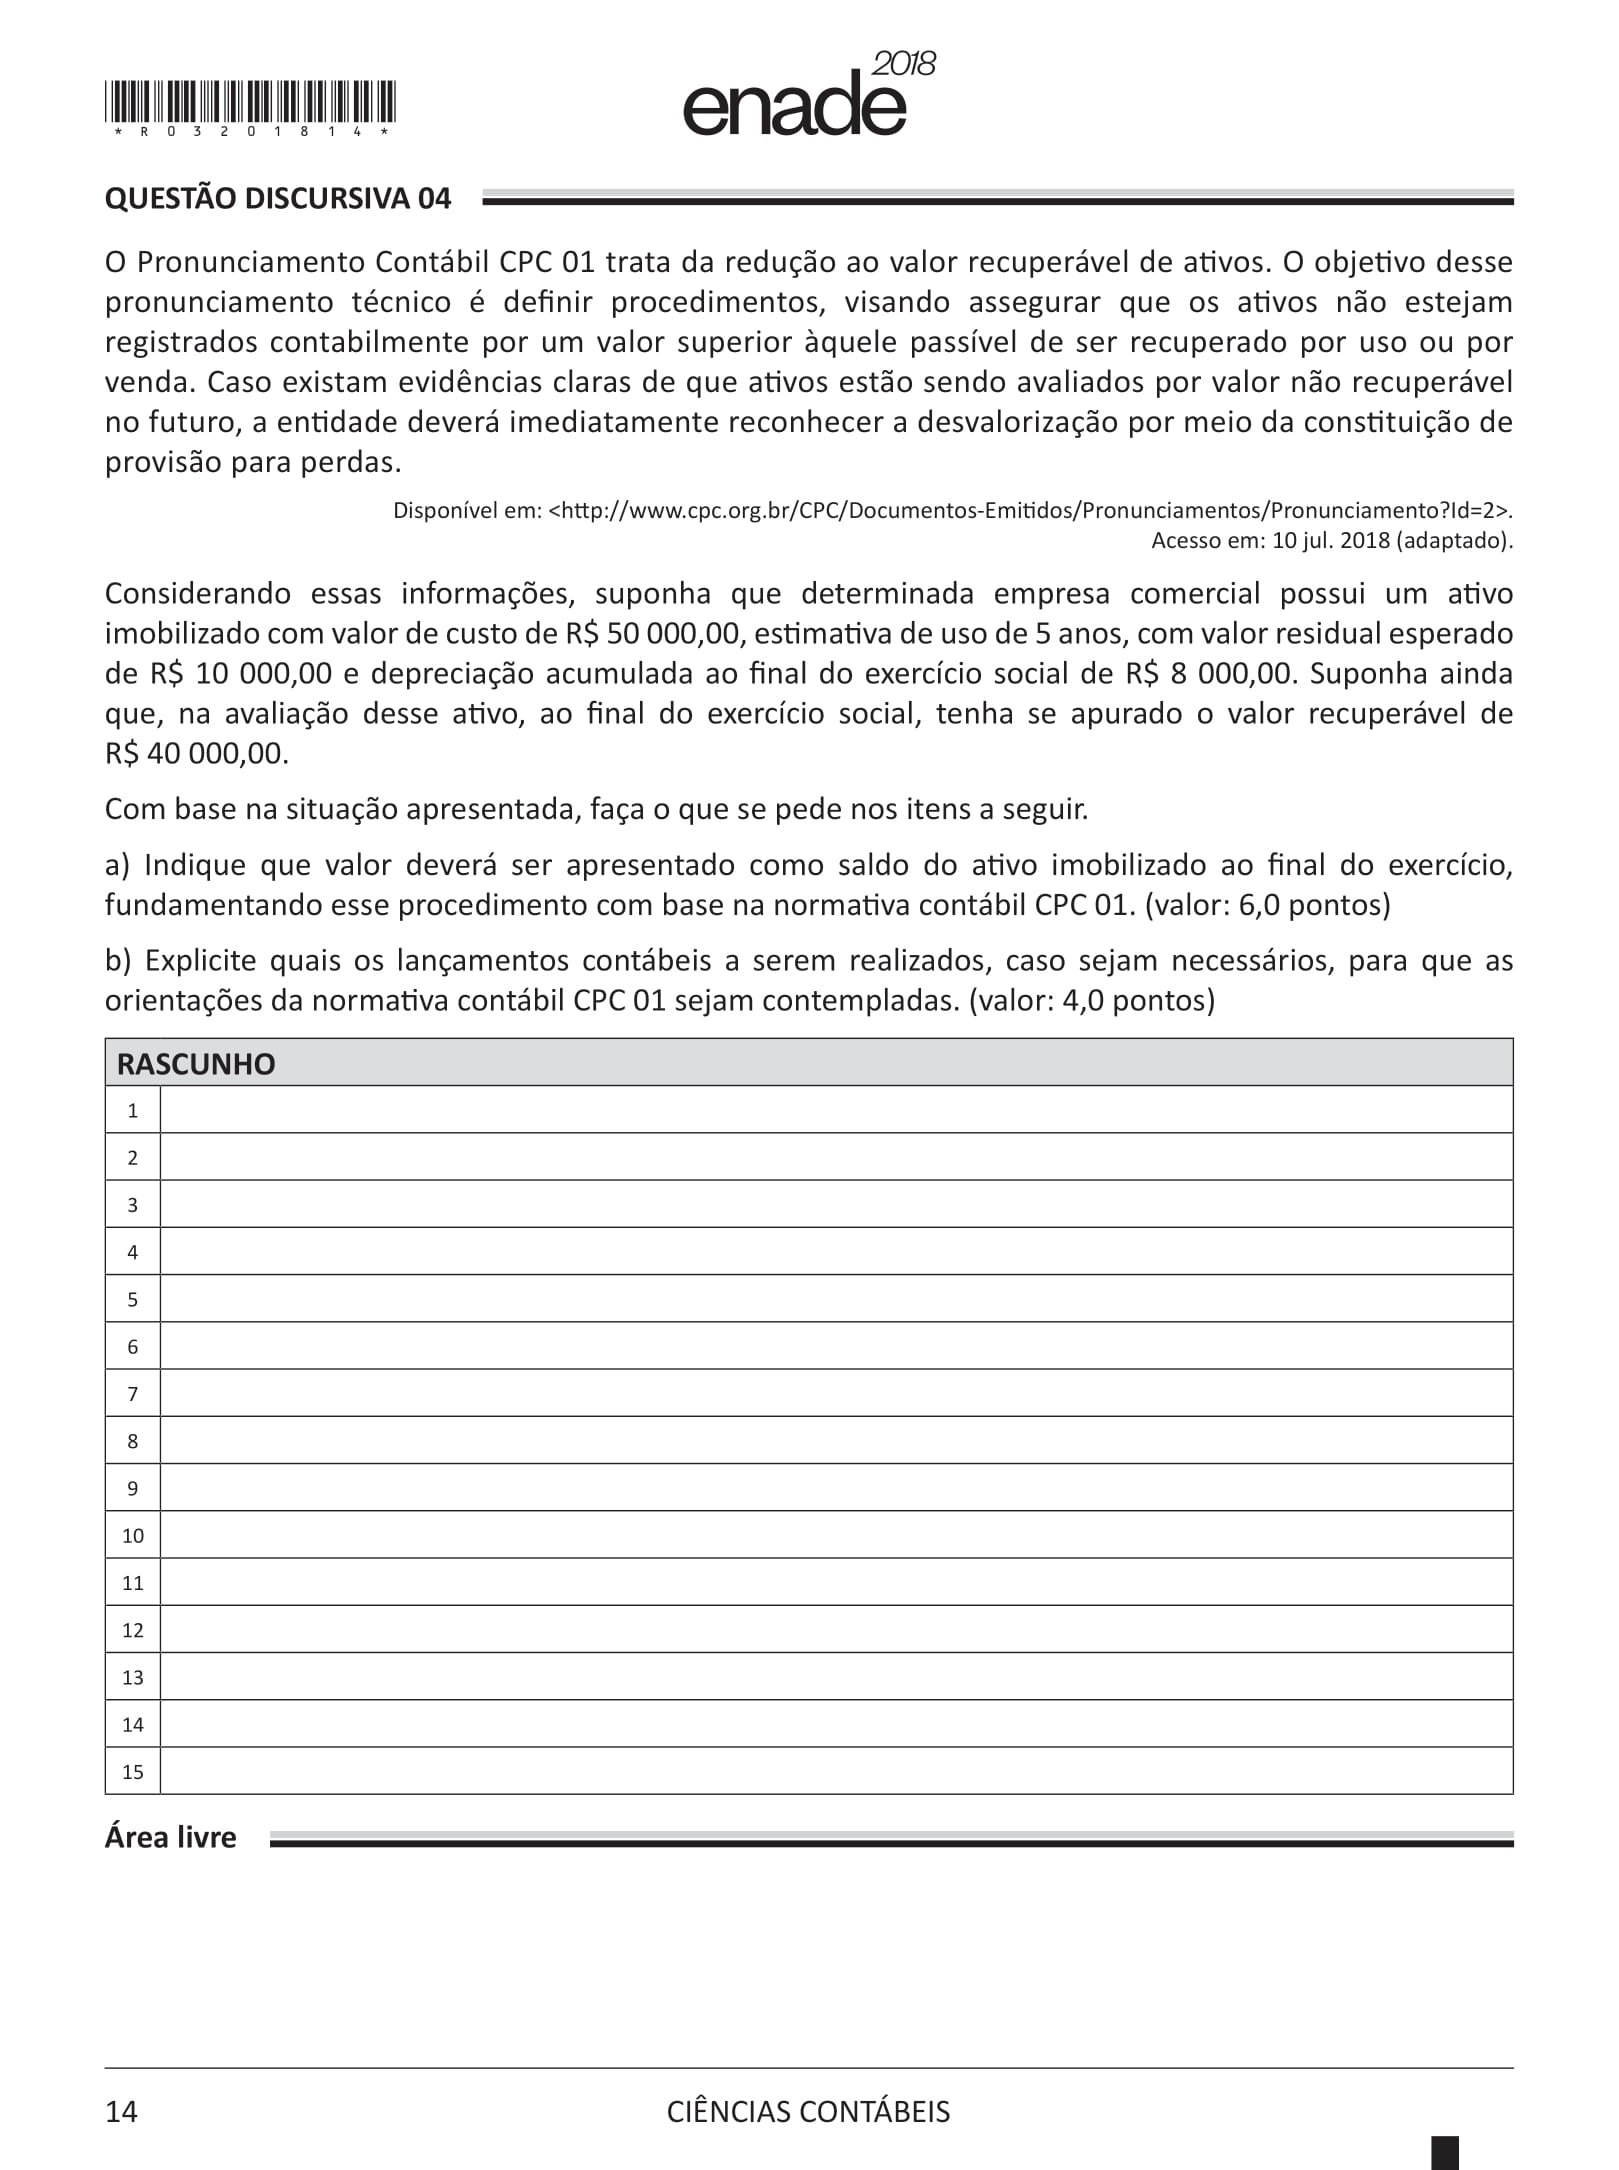 2018
enade
* R 0 3 2 0 1 8 1 4 *
QUESTÃO DISCURSIVA 04
O Pronunciamento Contábil CPC 01 trata da redução ao valor recuperável de ativos. O objetivo desse
pronunciamento técnico é definir procedimentos, visando assegurar que os ativos não estejam
registrados contabilmente por um valor superior àquele passível de ser recuperado por uso ou por
venda. Caso existam evidências claras de que ativos estão sendo avaliados por valor não recuperável
no futuro, a entidade deverá imediatamente reconhecer a desvalorização por meio da constituição de
provisão para perdas.
Disponível em: <http://www.cpc.org.br/CPC/Documentos-Emitidos/Pronunciamentos/Pronunciamento?Id=2>.
Acesso em: 10 jul. 2018 (adaptado).
Considerando essas informações, suponha que determinada empresa comercial possui um ativo
imobilizado com valor de custo de R$ 50 000,00, estimativa de uso de 5 anos, com valor residual esperado
de R$ 10 000,00 e depreciação acumulada ao final do exercício social de R$ 8 000,00. Suponha ainda
que, na avaliação desse ativo, ao final do exercício social, tenha se apurado o valor recuperável de
R$ 40 000,00.
Com base na situação apresentada, faça o que se pede nos itens a seguir.
a) Indique que valor deverá ser apresentado como saldo do ativo imobilizado ao final do exercício,
fundamentando esse procedimento com base na normativa contábil CPC 01. (valor: 6,0 pontos)
b) Explicite quais os lançamentos contábeis a serem realizados, caso sejam necessários, para que as
orientações da normativa contábil CPC 01 sejam contempladas. (valor: 4,0 pontos)
RASCUNHO
1
2
3
4
5
6
7
8
9
10
11
12
13
14
15
Área livre
14
CIÊNCIAS CONTÁBEIS